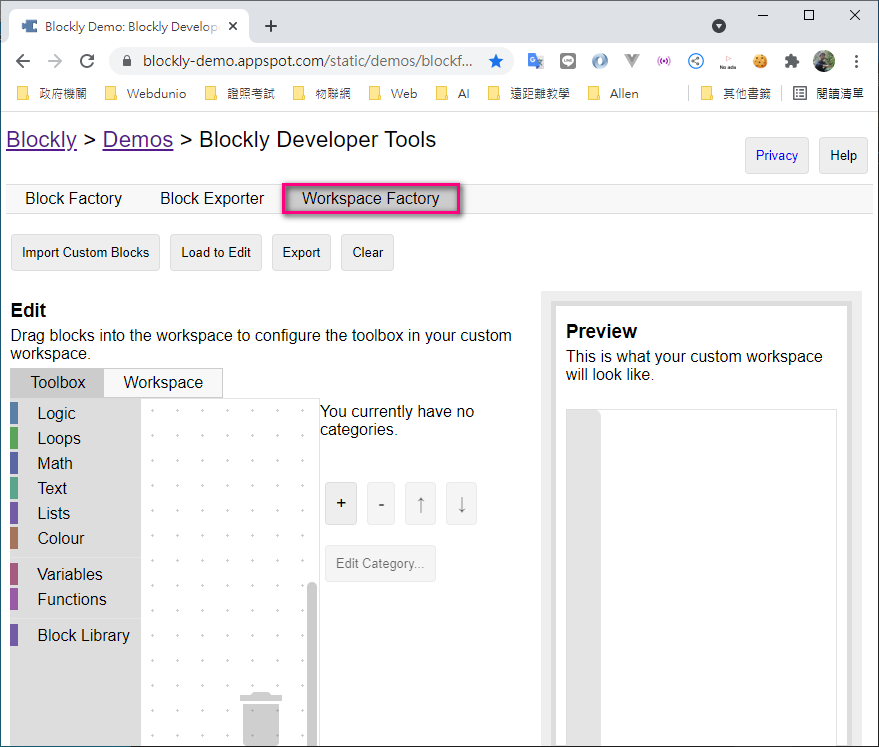 Blockly Demo: Blockly Develop
blockly-demo.appspot.com/static/demos/blockf...
No ads
政府機關 Webduino 證照考試 物聯網 Web AI 遠距離教學 Allen 其他書籤 閱讀清單
Blockly > Demos > Blockly Developer Tools
Privacy Help
Block Factory Block Exporter Workspace Factory
Import Custom Blocks Load to Edit Export Clear
Edit
Drag blocks into the workspace to configure the toolbox in your custom
workspace.
Toolbox Workspace
Logic
Loops
Math
Text
Lists
Colour
Variables
Functions
Block Library
You currently have no
categories.
+ - ↑ ↓
Edit Category...
Preview
This is what your custom workspace
will look like.